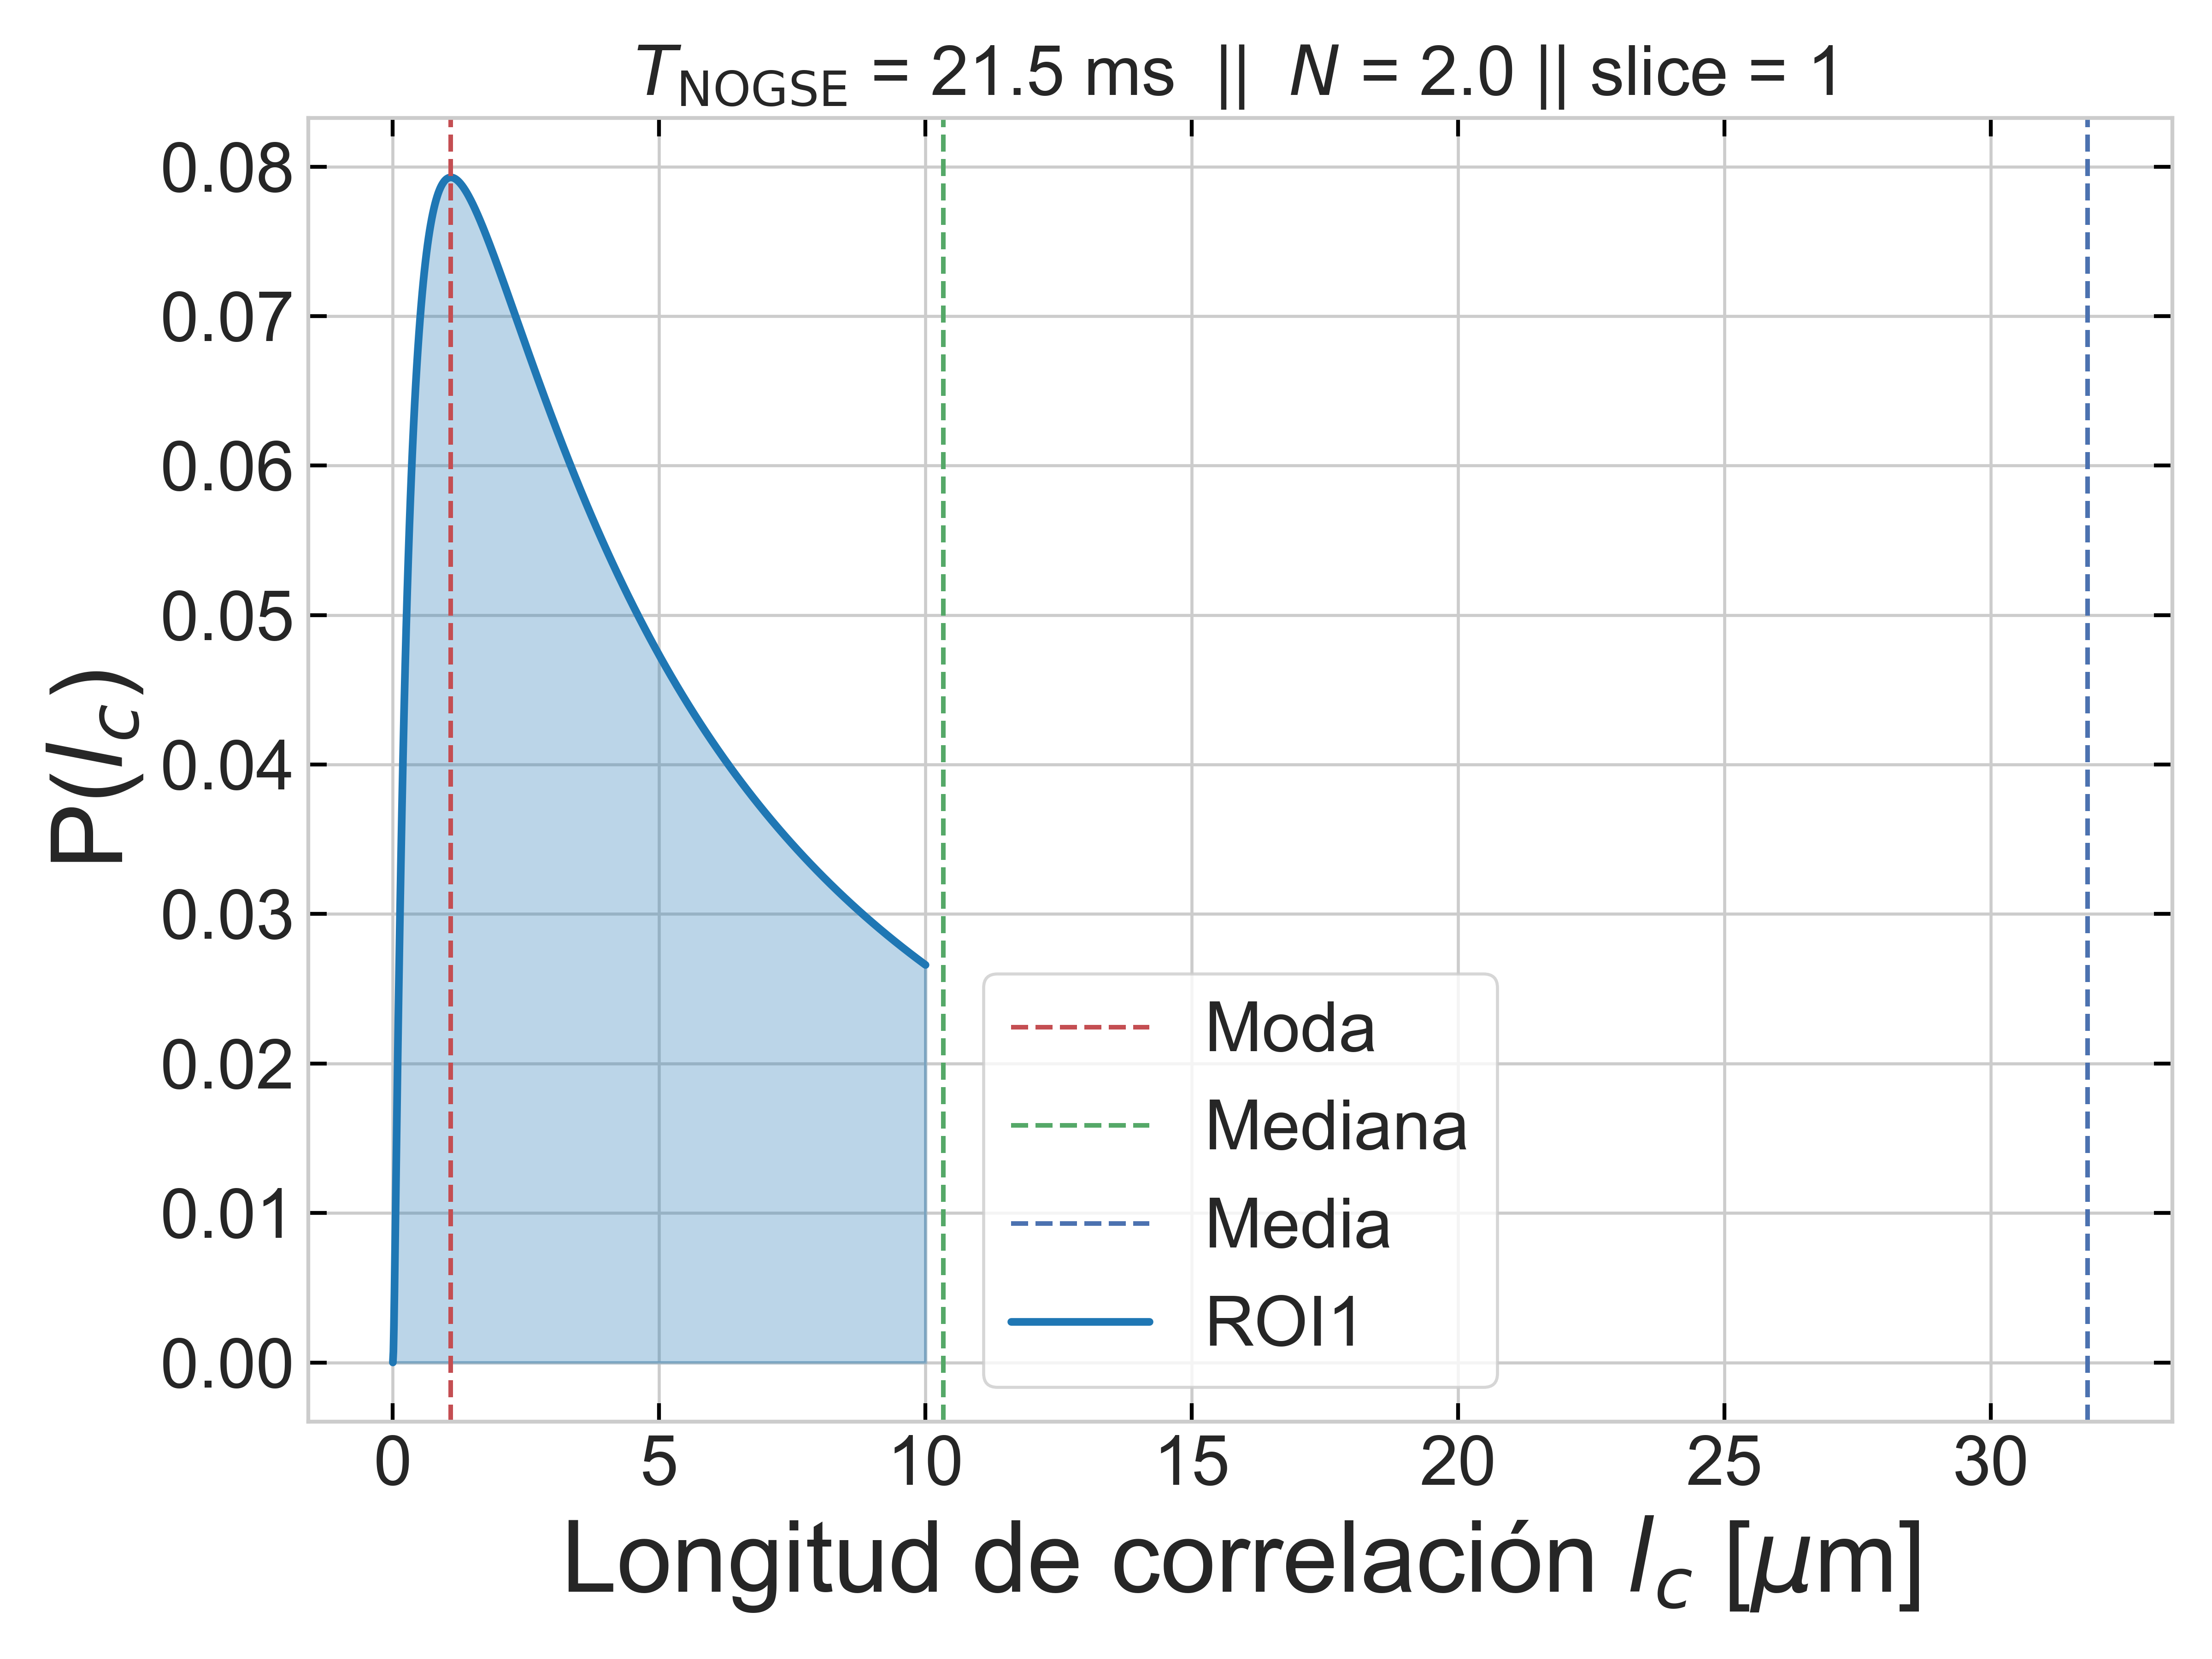 T_NOGSE = 21.5 ms || N = 2.0 || slice = 1
P(l_c)
0.08
0.07
0.06
0.05
0.04
0.03
0.02
0.01
0.00
Moda
Mediana
Media
ROI1
0 5 10 15 20 25 30
Longitud de correlación l_c [μm]